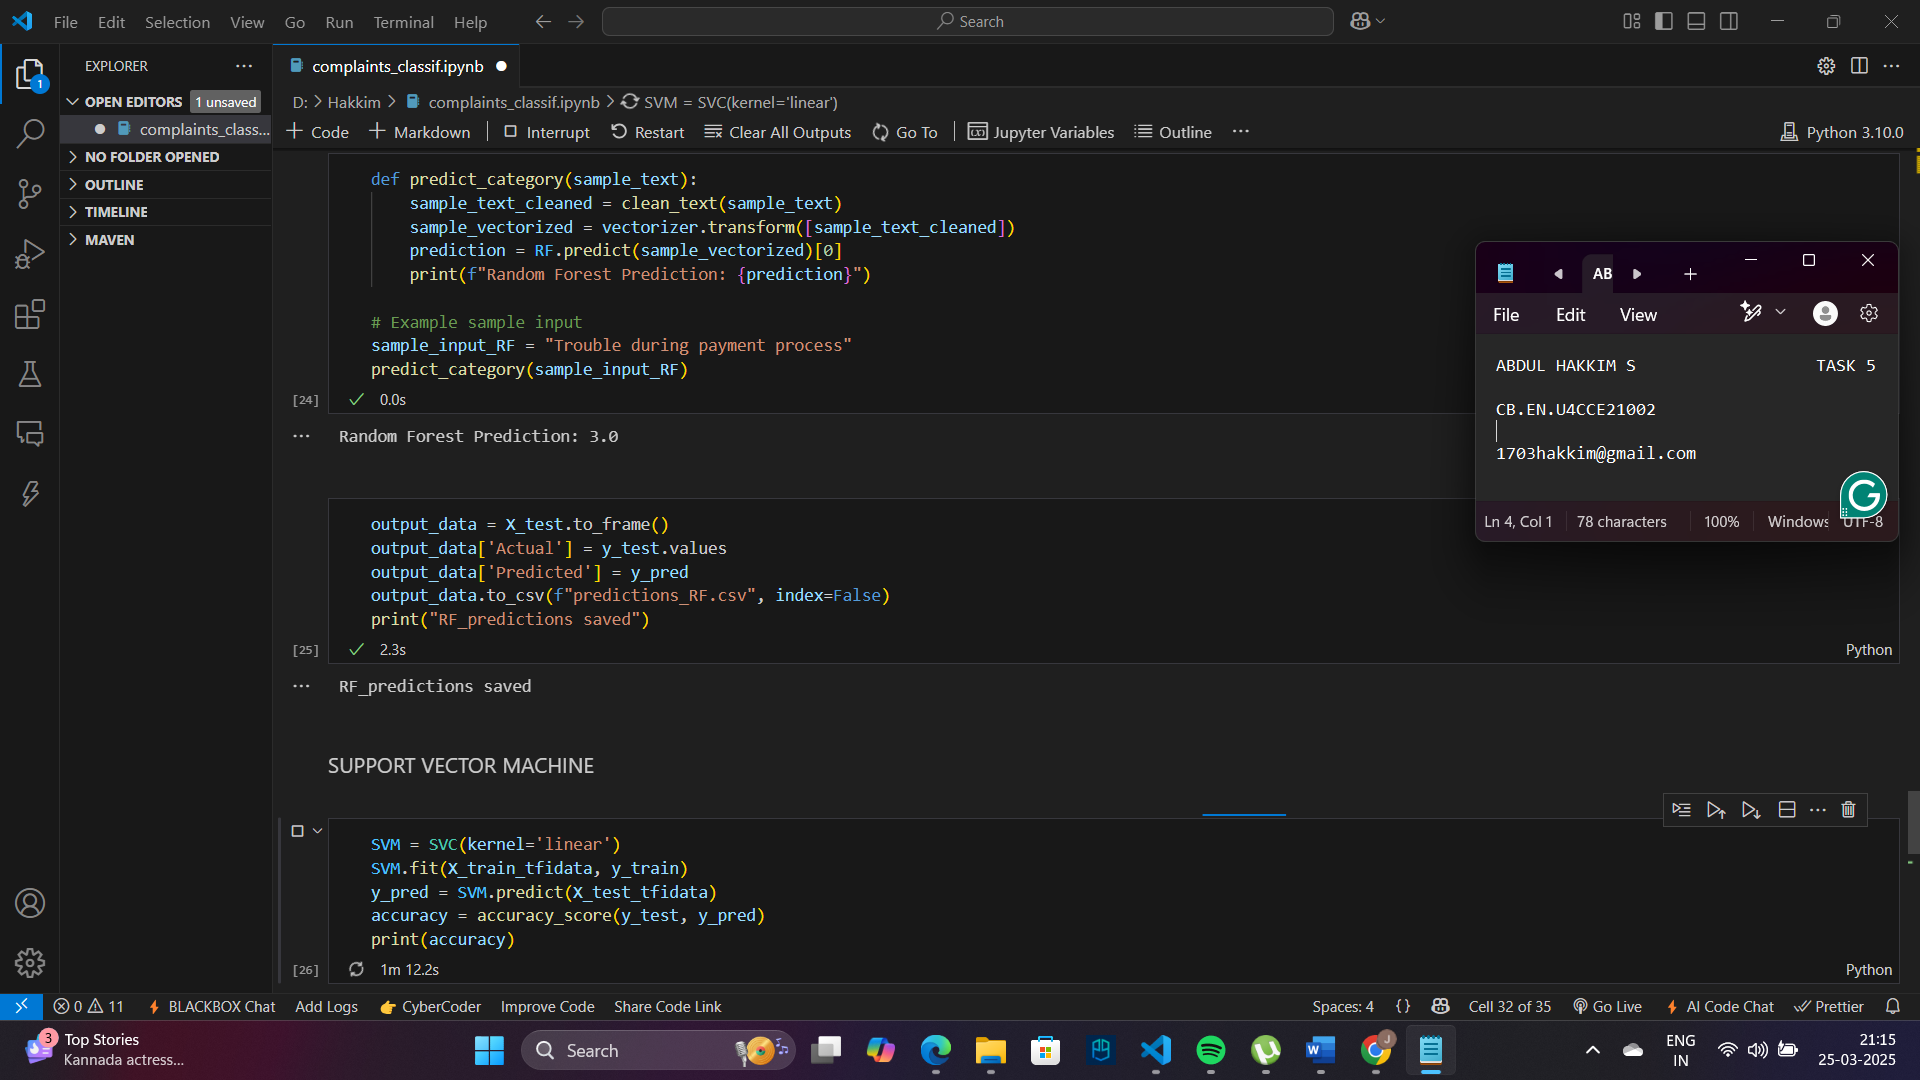 File Edit Selection View Go Run Terminal Help
Search
EXPLORER
OPEN EDITORS 1 unsaved
complaints_class...
NO FOLDER OPENED
OUTLINE
TIMELINE
MAVEN
1
complaints_classif.ipynb
D: > Hakkim > complaints_classif.ipynb > SVM = SVC(kernel='linear')
+ Code + Markdown Interrupt Restart Clear All Outputs Go To Jupyter Variables Outline ...
Python 3.10.0
def predict_category(sample_text):
    sample_text_cleaned = clean_text(sample_text)
    sample_vectorized = vectorizer.transform([sample_text_cleaned])
    prediction = RF.predict(sample_vectorized)[0]
    print(f"Random Forest Prediction: {prediction}")
# Example sample input
sample_input_RF = "Trouble during payment process"
predict_category(sample_input_RF)
[24] 0.0s
... Random Forest Prediction: 3.0
output_data = X_test.to_frame()
output_data['Actual'] = y_test.values
output_data['Predicted'] = y_pred
output_data.to_csv(f"predictions_RF.csv", index=False)
print("RF_predictions saved")
[25] 2.3s Python
... RF_predictions saved
SUPPORT VECTOR MACHINE
SVM = SVC(kernel='linear')
SVM.fit(X_train_tfidata, y_train)
y_pred = SVM.predict(X_test_tfidata)
accuracy = accuracy_score(y_test, y_pred)
print(accuracy)
[26] 1m 12.2s Python
AB
File Edit View
ABDUL HAKKIM S TASK 5
CB.EN.U4CCE21002
1703hakkim@gmail.com
G
Ln 4, Col 1 78 characters 100% Windows UTF-8
0 11 BLACKBOX Chat Add Logs CyberCoder Improve Code Share Code Link
Spaces: 4 {} Cell 32 of 35 Go Live AI Code Chat Prettier
3 Top Stories
Kannada actress...
Search
W
J
ENG
IN
21:15
25-03-2025